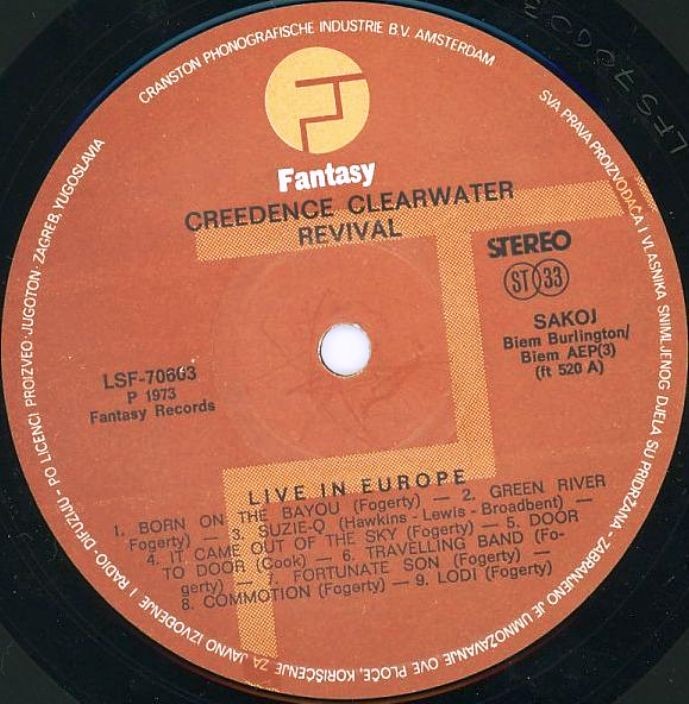 CRANSTON PHONOGRAFISCHE INDUSTRIE B.V. AMSTERDAM
SVA PRAVA PROIZVOĐAČA I VLASNIKA SNIMLJENOG DJELA SU PRIDRŽANA - ZABRANJENO JE UMNOŽAVANJE OVE PLOČE, KORIŠĆENJE ZA JAVNO IZVOĐENJE I RADIO-DIFUZIJU - PO LICENCI PROIZVEO: JUGOTON - ZAGREB, YUGOSLAVIA
Fantasy
CREEDENCE CLEARWATER
REVIVAL
STEREO
ST 33
SAKOJ
Biem Burlington/
Biem AEP(3)
(ft 520 A)
LSF-70603
P 1973
Fantasy Records
LIVE IN EUROPE
1. BORN ON THE BAYOU (Fogerty) — 2. GREEN RIVER
Fogerty) — 3. SUZIE-Q (Hawkins - Lewis - Broadbent) —
4. IT CAME OUT OF THE SKY (Fogerty) — 5. DOOR
TO DOOR (Cook) — 6. TRAVELLING BAND (Fo-
gerty) — 7. FORTUNATE SON (Fogerty) —
8. COMMOTION (Fogerty) — 9. LODI (Fogerty)